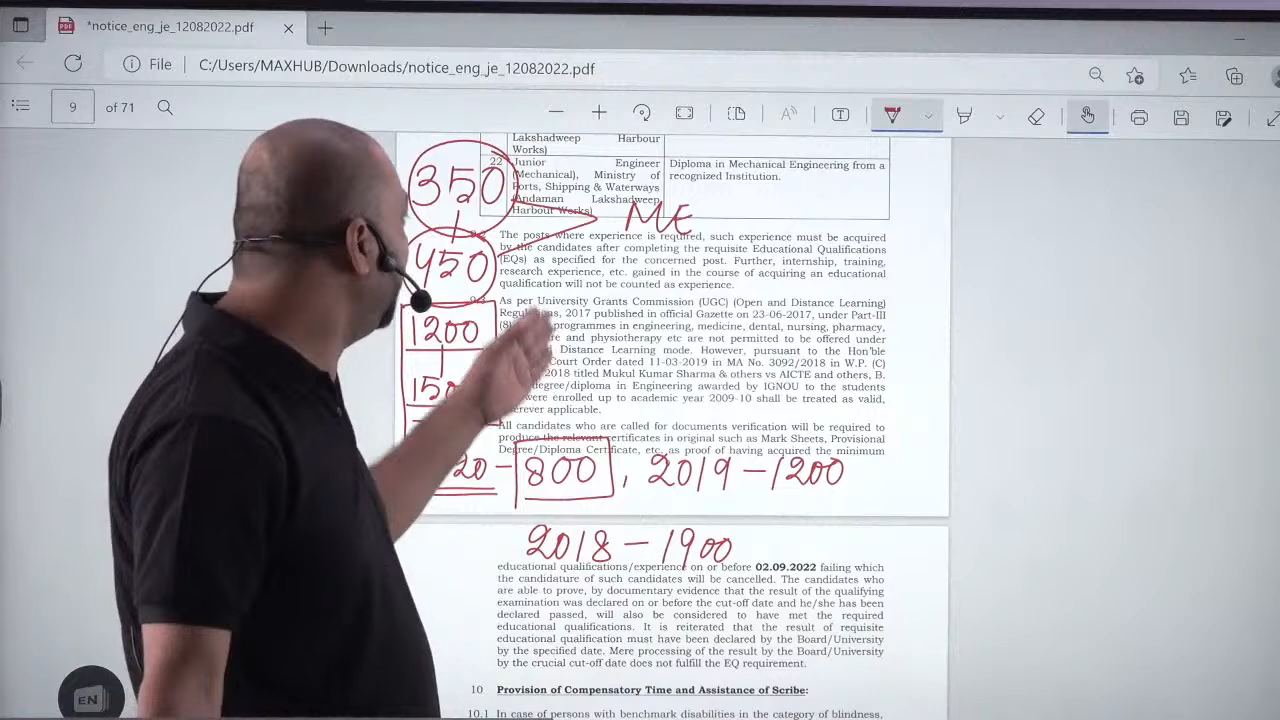 *notice_eng_je_12082022.pdf
File
C:/Users/MAXHUB/Downloads/notice_eng_je_12082022.pdf
9
of 71
Lakshadweep Harbour
Works)
22 Junior Engineer Diploma in Mechanical Engineering from a
(Mechanical), Ministry of recognized Institution.
Ports, Shipping & Waterways
(Andaman Lakshadweep
Harbour Works)
350
ME
450
The posts where experience is required, such experience must be acquired
by the candidates after completing the requisite Educational Qualifications
(EQs) as specified for the concerned post. Further, internship, training,
research experience, etc. gained in the course of acquiring an educational
qualification will not be counted as experience.
As per University Grants Commission (UGC) (Open and Distance Learning)
Regulations, 2017 published in official Gazette on 23-06-2017, under Part-III
(8) programmes in engineering, medicine, dental, nursing, pharmacy,
and physiotherapy etc are not permitted to be offered under
Distance Learning mode. However, pursuant to the Hon'ble
Court Order dated 11-03-2019 in MA No. 3092/2018 in W.P. (C)
2018 titled Mukul Kumar Sharma & others vs AICTE and others, B.
degree/diploma in Engineering awarded by IGNOU to the students
were enrolled up to academic year 2009-10 shall be treated as valid,
wherever applicable.
1200
All candidates who are called for documents verification will be required to
produce the relevant certificates in original such as Mark Sheets, Provisional
Degree/Diploma Certificate, etc. as proof of having acquired the minimum
20 - 800 , 2019 - 1200
2018 - 1900
educational qualifications/experience on or before 02.09.2022 failing which
the candidature of such candidates will be cancelled. The candidates who
are able to prove, by documentary evidence that the result of the qualifying
examination was declared on or before the cut-off date and he/she has been
declared passed, will also be considered to have met the required
educational qualifications. It is reiterated that the result of requisite
educational qualification must have been declared by the Board/University
by the specified date. Mere processing of the result by the Board/University
by the crucial cut-off date does not fulfill the EQ requirement.
10 Provision of Compensatory Time and Assistance of Scribe:
10.1 In case of persons with benchmark disabilities in the category of blindness,
EN